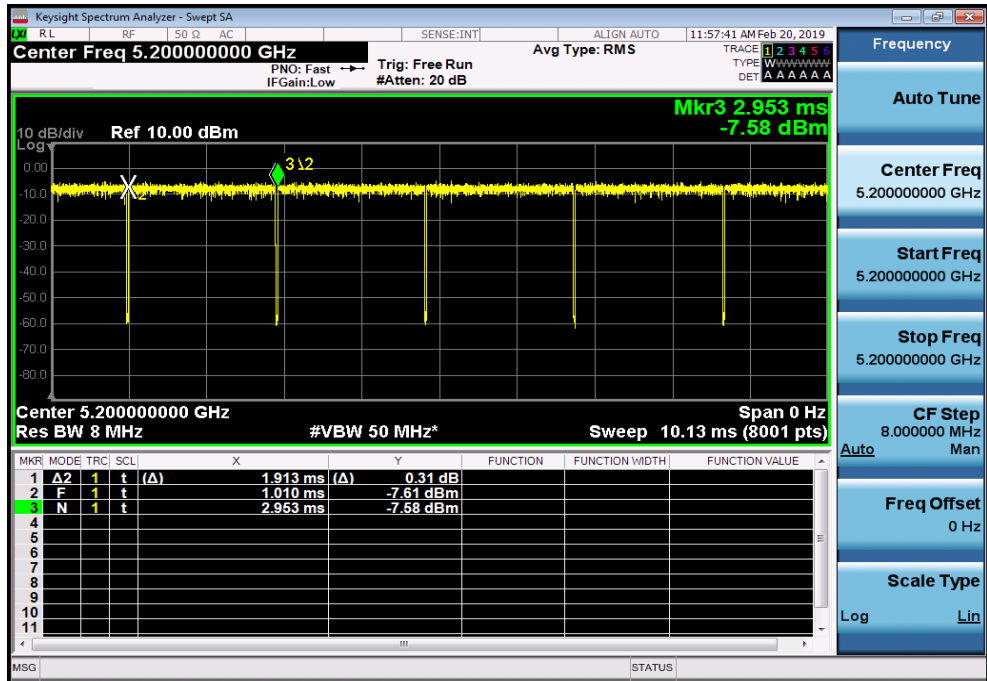 Keysight Spectrum Analyzer - Swept SA
LXI RL RF 50 Ω AC SENSE:INT ALIGN AUTO 11:57:41 AM Feb 20, 2019
Center Freq 5.200000000 GHz
PNO: Fast
IFGain:Low
Trig: Free Run
#Atten: 20 dB
Avg Type: RMS
TRACE 1 2 3 4 5 6
TYPE WWWWWW
DET A A A A A A
Mkr3 2.953 ms
-7.58 dBm
10 dB/div Ref 10.00 dBm
Log
0.00
-10.0
-20.0
-30.0
-40.0
-50.0
-60.0
-70.0
-80.0
X2
3Δ2
Center 5.200000000 GHz Span 0 Hz
Res BW 8 MHz #VBW 50 MHz* Sweep 10.13 ms (8001 pts)
MKR MODE TRC SCL X Y FUNCTION FUNCTION WIDTH FUNCTION VALUE
1 Δ2 1 t (Δ) 1.913 ms (Δ) 0.31 dB
2 F 1 t 1.010 ms -7.61 dBm
3 N 1 t 2.953 ms -7.58 dBm
4
5
6
7
8
9
10
11
MSG STATUS
Frequency
Auto Tune
Center Freq
5.200000000 GHz
Start Freq
5.200000000 GHz
Stop Freq
5.200000000 GHz
CF Step
8.000000 MHz
Auto Man
Freq Offset
0 Hz
Scale Type
Log Lin